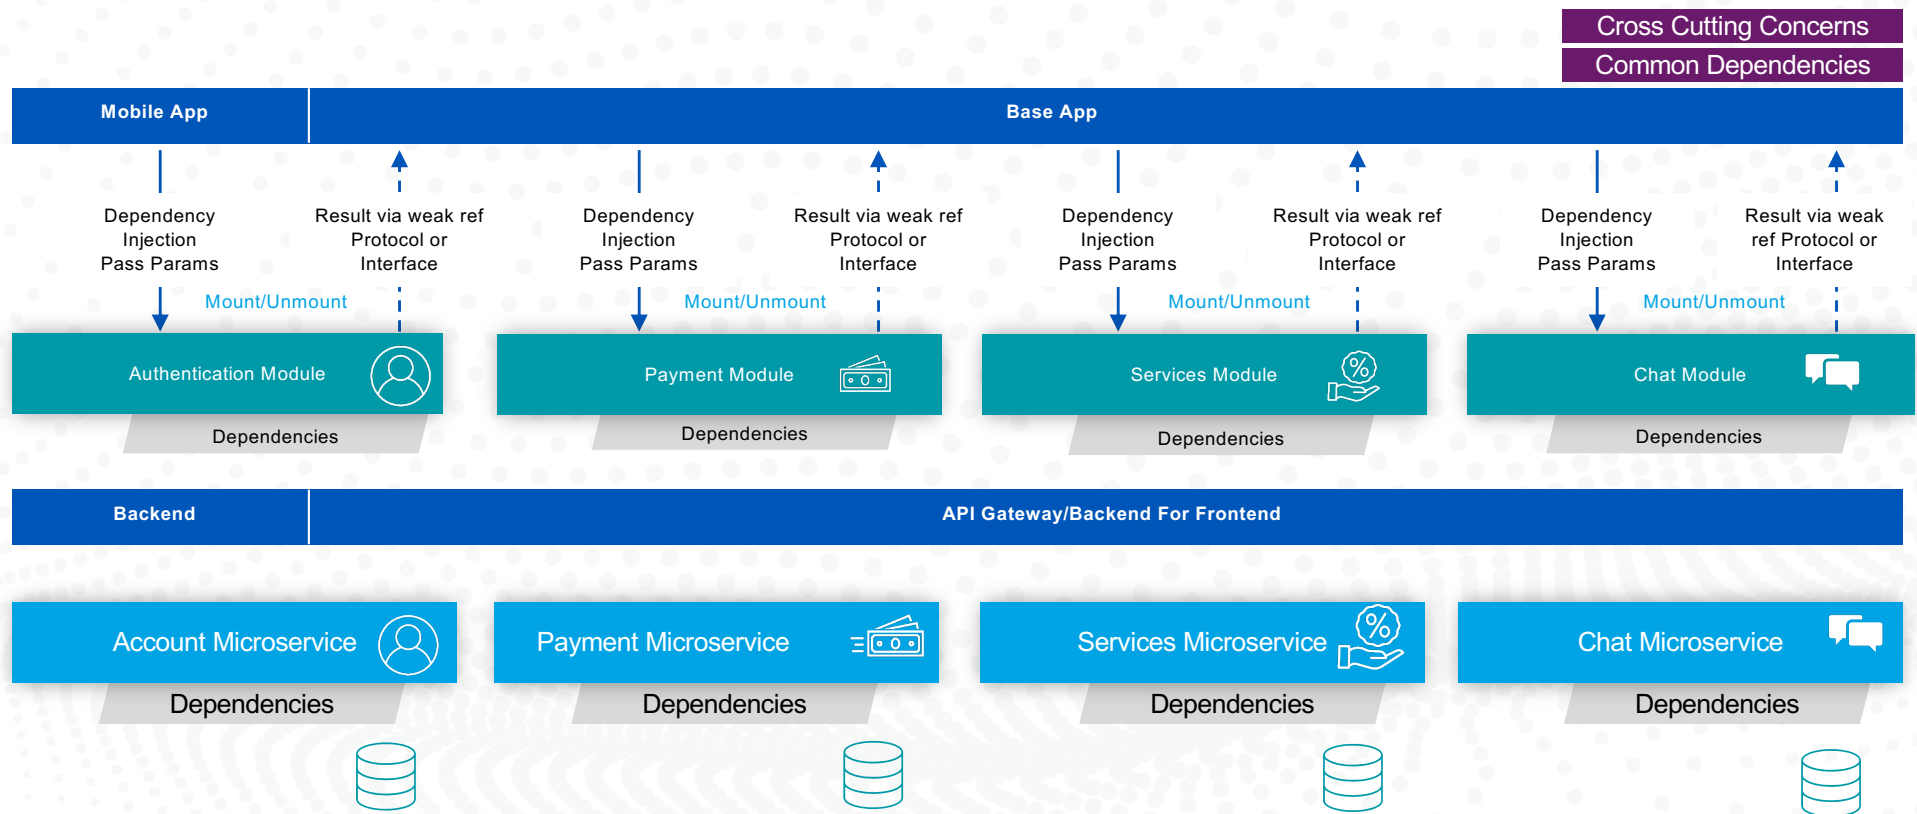 Cross Cutting Concerns
Common Dependencies
Mobile App
Base App
Dependency
Injection
Pass Params
Result via weak ref
Protocol or
Interface
Dependency
Injection
Pass Params
Result via weak ref
Protocol or
Interface
Dependency
Injection
Pass Params
Result via weak ref
Protocol or
Interface
Dependency
Injection
Pass Params
Result via weak
ref Protocol or
Interface
Mount/Unmount
Mount/Unmount
Mount/Unmount
Mount/Unmount
Authentication Module
Payment Module
Services Module
Chat Module
Dependencies
Dependencies
Dependencies
Dependencies
Backend
API Gateway/Backend For Frontend
Account Microservice
Payment Microservice
Services Microservice
Chat Microservice
Dependencies
Dependencies
Dependencies
Dependencies